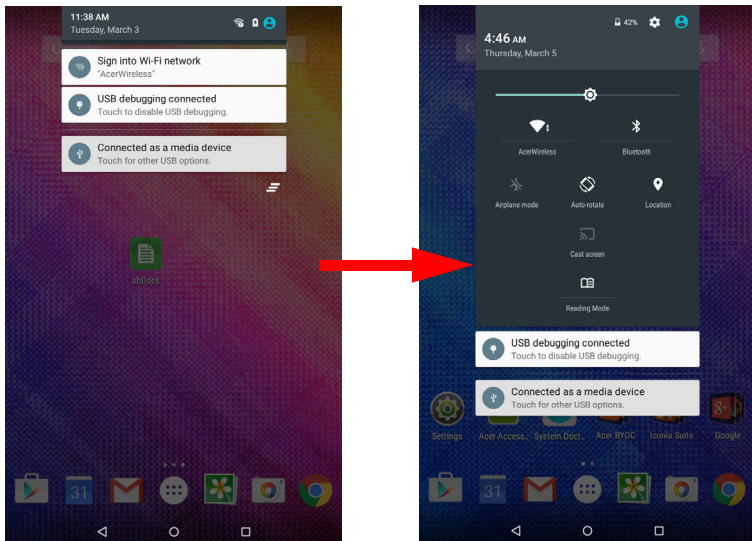 11:38 AM
Tuesday, March 3
Sign into Wi-Fi network
"AcerWireless"
USB debugging connected
Touch to disable USB debugging.
Connected as a media device
Touch for other USB options.
abDocs
31
42%
4:46 AM
Thursday, March 5
AcerWireless
Bluetooth
Airplane mode
Auto rotate
Location
Cast screen
Reading Mode
USB debugging connected
Touch to disable USB debugging.
Connected as a media device
Touch for other USB options.
8+
Settings
Acer Access..
System Doct..
Acer BYOC
Iconia Suite
Google
31